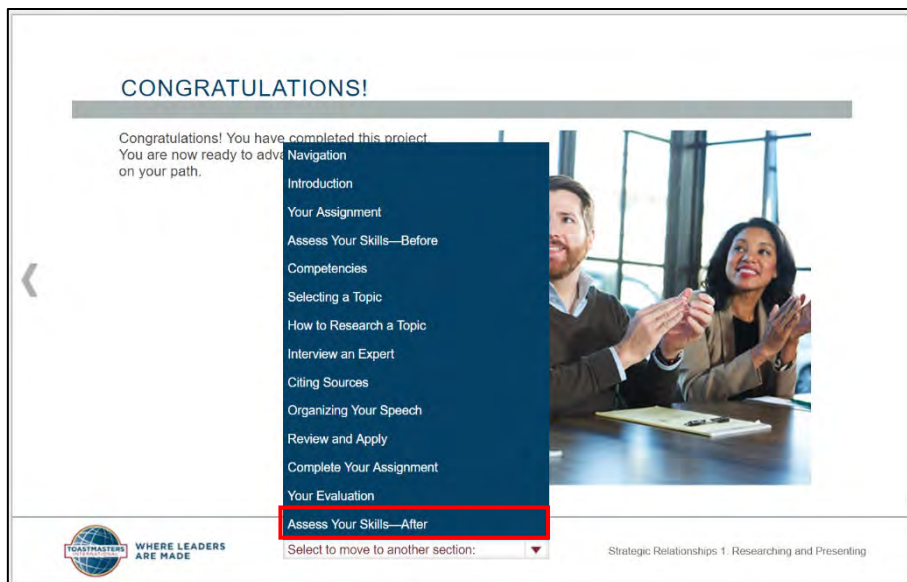 CONGRATULATIONS!
Congratulations! You have completed this project.
You are now ready to adva
on your path.
Navigation
Introduction
Your Assignment
Assess Your Skills—Before
Competencies
Selecting a Topic
How to Research a Topic
Interview an Expert
Citing Sources
Organizing Your Speech
Review and Apply
Complete Your Assignment
Your Evaluation
Assess Your Skills—After
Select to move to another section:
TOASTMASTERS
INTERNATIONAL
WHERE LEADERS
ARE MADE
Strategic Relationships 1. Researching and Presenting